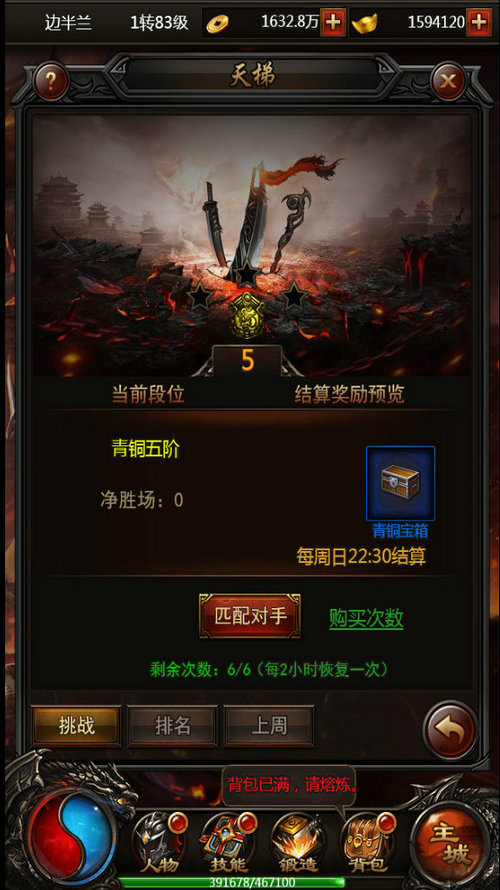 边半兰 1转83级 1632.8万 1594120
? 天梯
5
当前段位 结算奖励预览
青铜五阶
净胜场：0
青铜宝箱
每周日22:30结算
匹配对手 购买次数
剩余次数：6/6（每2小时恢复一次）
挑战 排名 上周
背包已满，请熔炼。
人物 技能 锻造 背包 主城
391678/467100